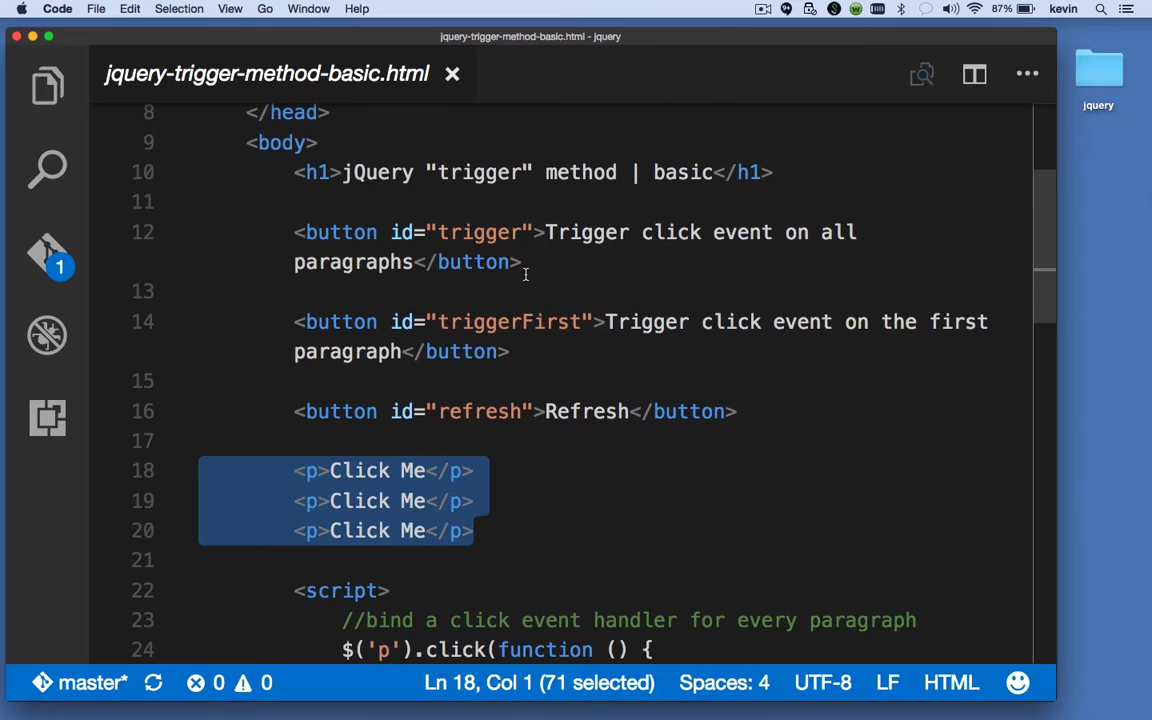 Code File Edit Selection View Go Window Help 87% kevin
jquery-trigger-method-basic.html - jquery
jquery-trigger-method-basic.html
jquery
8 </head>
9 <body>
10 <h1>jQuery "trigger" method | basic</h1>
11
12 <button id="trigger">Trigger click event on all
paragraphs</button>
13
14 <button id="triggerFirst">Trigger click event on the first
paragraph</button>
15
16 <button id="refresh">Refresh</button>
17
18 <p>Click Me</p>
19 <p>Click Me</p>
20 <p>Click Me</p>
21
22 <script>
23 //bind a click event handler for every paragraph
24 $('p').click(function () {
1
master* 0 0 Ln 18, Col 1 (71 selected) Spaces: 4 UTF-8 LF HTML